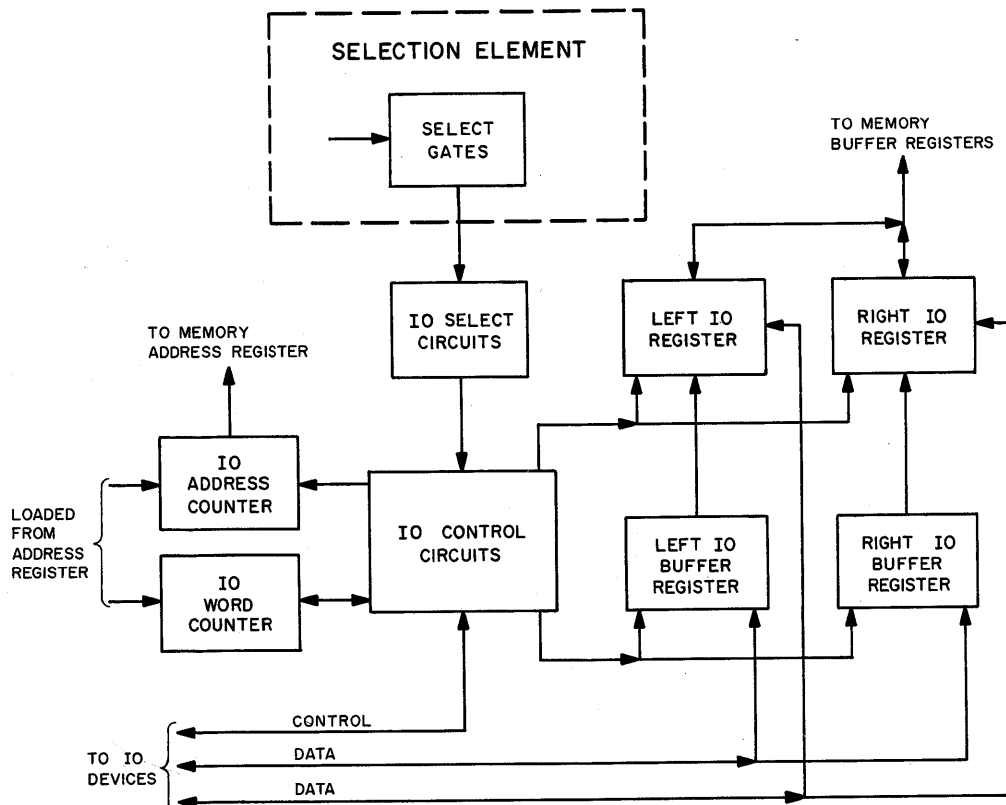 SELECTION ELEMENT
SELECT
GATES
TO MEMORY
BUFFER REGISTERS
IO SELECT
CIRCUITS
LEFT IO
REGISTER
RIGHT IO
REGISTER
TO MEMORY
ADDRESS REGISTER
IO
ADDRESS
COUNTER
LOADED
FROM
ADDRESS
REGISTER
IO
WORD
COUNTER
IO CONTROL
CIRCUITS
LEFT IO
BUFFER
REGISTER
RIGHT IO
BUFFER
REGISTER
TO IO
DEVICES
CONTROL
DATA
DATA